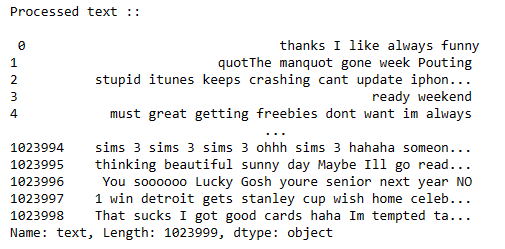 Processed text ::
0 thanks I like always funny
1 quotThe manquot gone week Pouting
2 stupid itunes keeps crashing cant update iphon...
3 ready weekend
4 must great getting freebies dont want im always
...
1023994 sims 3 sims 3 sims 3 ohhh sims 3 hahaha someon...
1023995 thinking beautiful sunny day Maybe Ill go read...
1023996 You soooooo Lucky Gosh youre senior next year NO
1023997 1 win detroit gets stanley cup wish home celeb...
1023998 That sucks I got good cards haha Im tempted ta...
Name: text, Length: 1023999, dtype: object